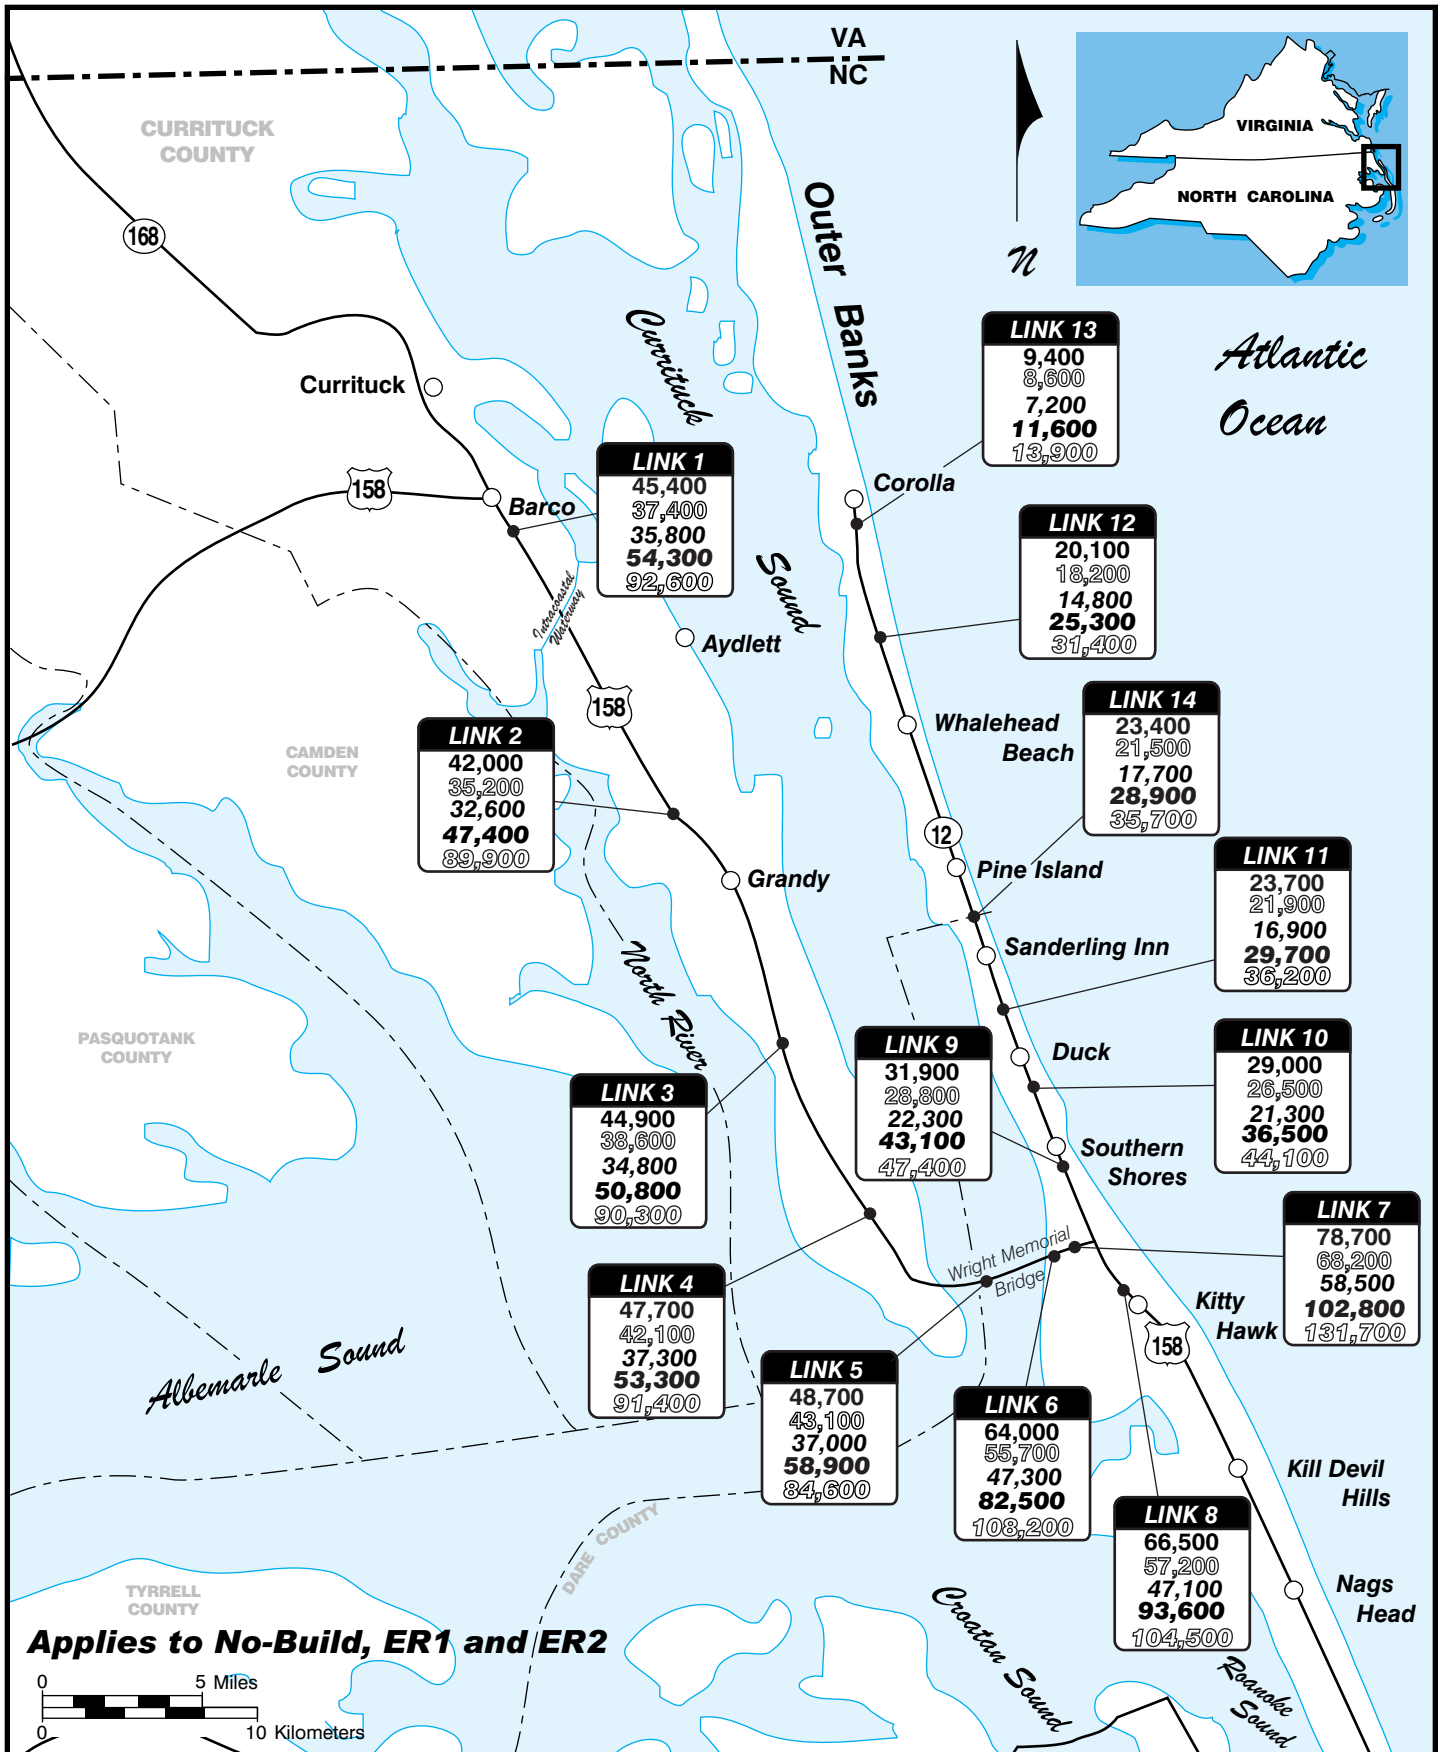 VA
NC
CURRITUCK
COUNTY
VIRGINIA
NORTH CAROLINA
168
Outer Banks
N
Currituck
Sound
Atlantic
Ocean
LINK 13
9,400
8,600
7,200
11,600
13,900
Currituck
LINK 1
45,400
37,400
35,800
54,300
92,600
158
Barco
Corolla
LINK 12
20,100
18,200
14,800
25,300
31,400
Intracoastal
Waterway
Aydlett
158
LINK 14
23,400
21,500
17,700
28,900
35,700
LINK 2
42,000
35,200
32,600
47,400
89,900
CAMDEN
COUNTY
Whalehead
Beach
12
Pine Island
LINK 11
23,700
21,900
16,900
29,700
36,200
Grandy
North River
Sanderling Inn
PASQUOTANK
COUNTY
LINK 9
31,900
28,800
22,300
43,100
47,400
Duck
LINK 10
29,000
26,500
21,300
36,500
44,100
LINK 3
44,900
38,600
34,800
50,800
90,300
Southern
Shores
LINK 7
78,700
68,200
58,500
102,800
131,700
Wright Memorial
Bridge
LINK 4
47,700
42,100
37,300
53,300
91,400
Kitty
Hawk
158
Albemarle Sound
LINK 5
48,700
43,100
37,000
58,900
84,600
LINK 6
64,000
55,700
47,300
82,500
108,200
Kill Devil
Hills
LINK 8
66,500
57,200
47,100
93,600
104,500
DARE COUNTY
Nags
Head
TYRRELL
COUNTY
Croatan Sound
Roanoke
Sound
Applies to No-Build, ER1 and ER2
0 5 Miles
0 10 Kilometers